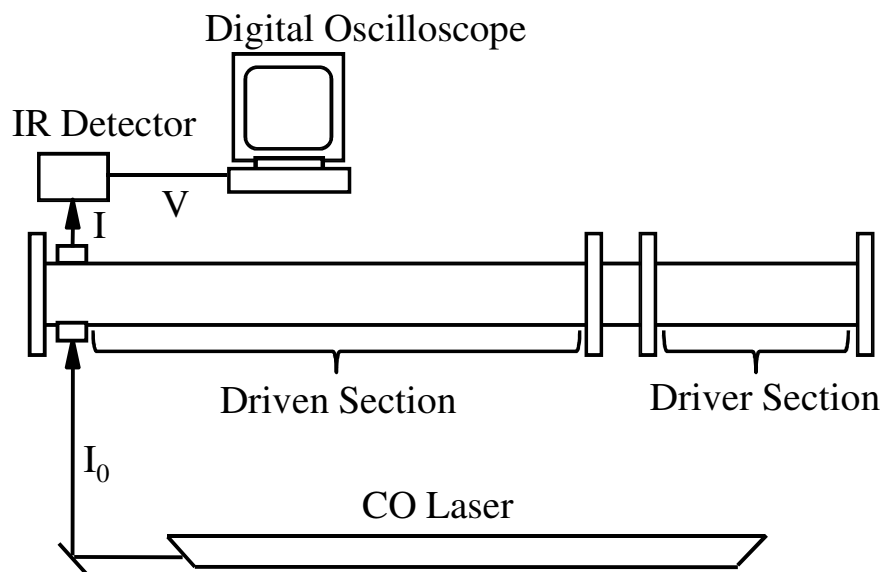 Digital Oscilloscope
IR Detector
V
I
Driven Section
Driver Section
I₀
CO Laser